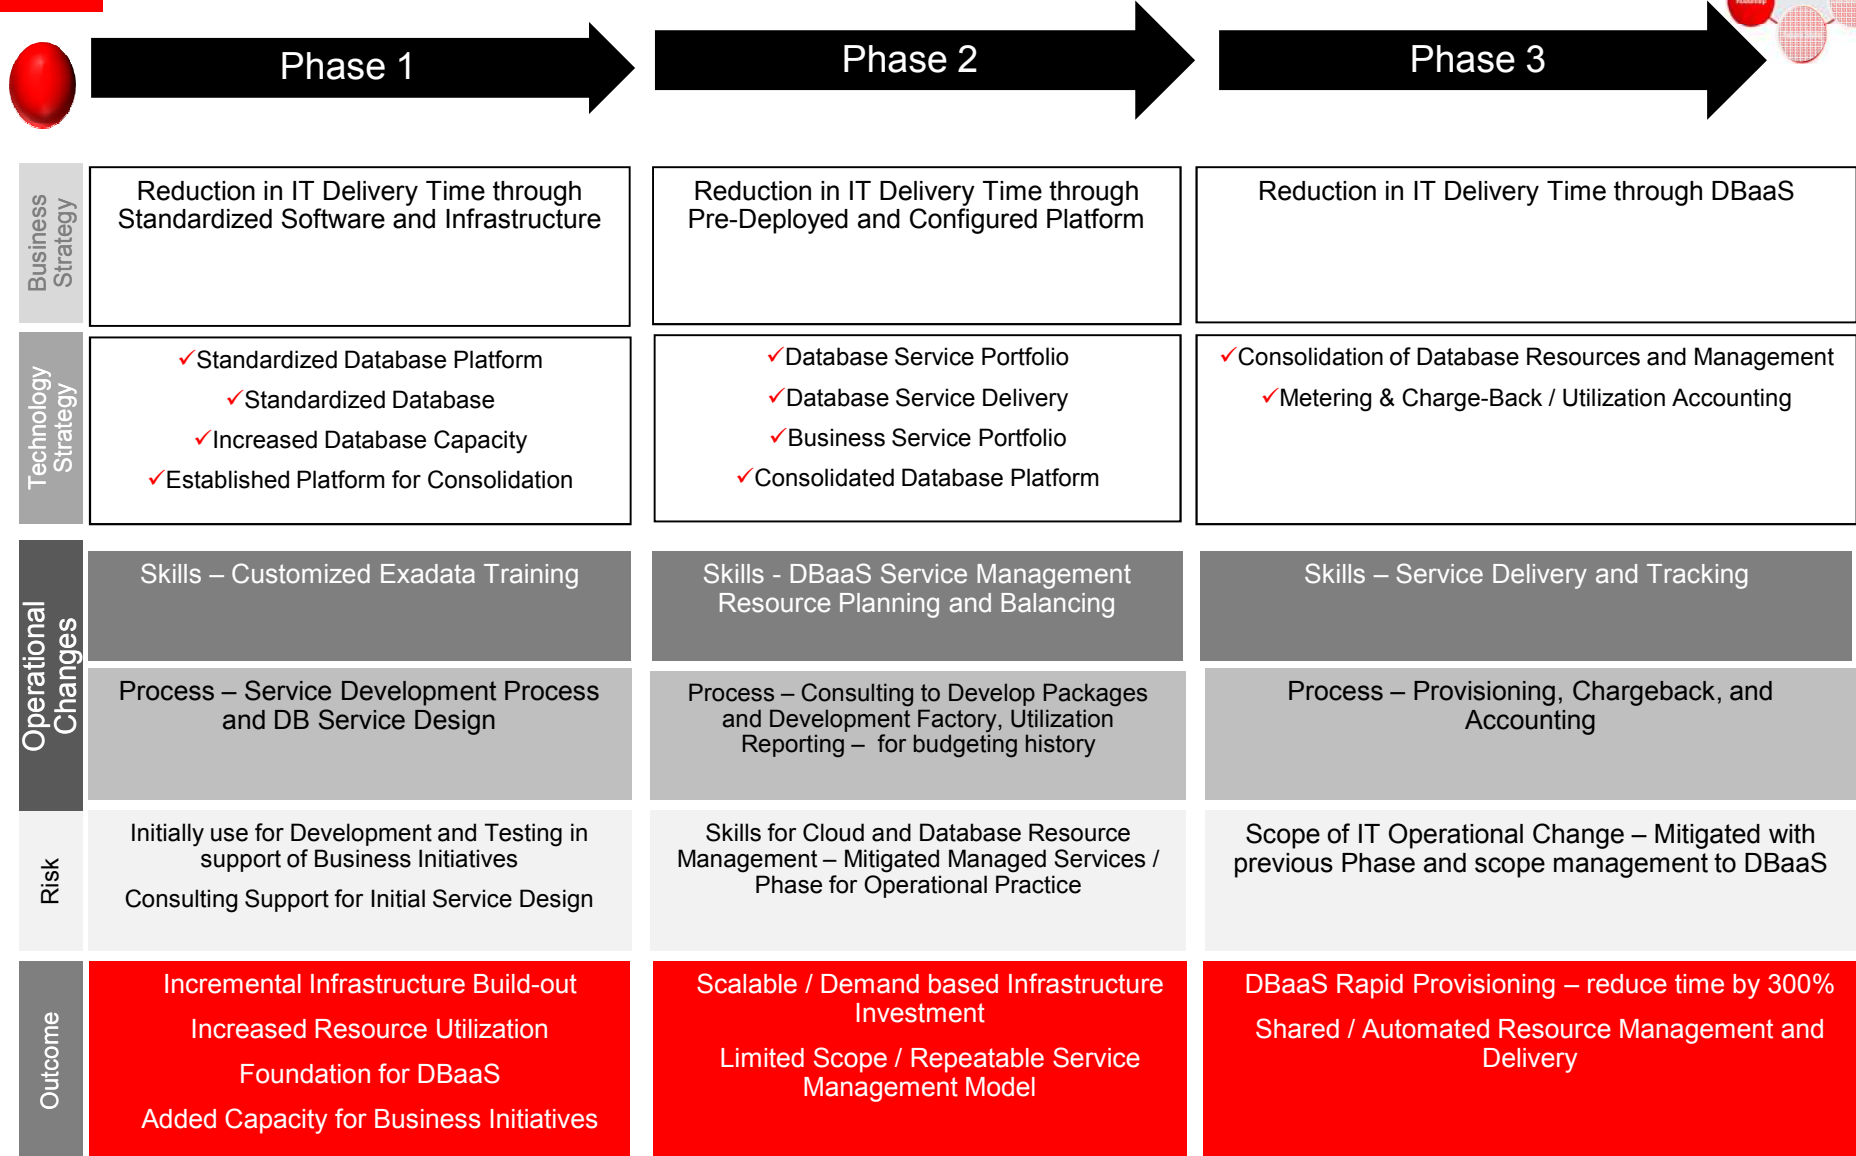 Roadmap
Phase 1
Phase 2
Phase 3
Business
Strategy
Reduction in IT Delivery Time through
Standardized Software and Infrastructure
Reduction in IT Delivery Time through
Pre-Deployed and Configured Platform
Reduction in IT Delivery Time through DBaaS
Technology
Strategy
✓Standardized Database Platform
✓Standardized Database
✓Increased Database Capacity
✓Established Platform for Consolidation
✓Database Service Portfolio
✓Database Service Delivery
✓Business Service Portfolio
✓Consolidated Database Platform
✓Consolidation of Database Resources and Management
✓Metering & Charge-Back / Utilization Accounting
Operational
Changes
Skills – Customized Exadata Training
Skills - DBaaS Service Management
Resource Planning and Balancing
Skills – Service Delivery and Tracking
Process – Service Development Process
and DB Service Design
Process – Consulting to Develop Packages
and Development Factory, Utilization
Reporting – for budgeting history
Process – Provisioning, Chargeback, and
Accounting
Risk
Initially use for Development and Testing in
support of Business Initiatives
Consulting Support for Initial Service Design
Skills for Cloud and Database Resource
Management – Mitigated Managed Services /
Phase for Operational Practice
Scope of IT Operational Change – Mitigated with
previous Phase and scope management to DBaaS
Outcome
Incremental Infrastructure Build-out
Increased Resource Utilization
Foundation for DBaaS
Added Capacity for Business Initiatives
Scalable / Demand based Infrastructure
Investment
Limited Scope / Repeatable Service
Management Model
DBaaS Rapid Provisioning – reduce time by 300%
Shared / Automated Resource Management and
Delivery